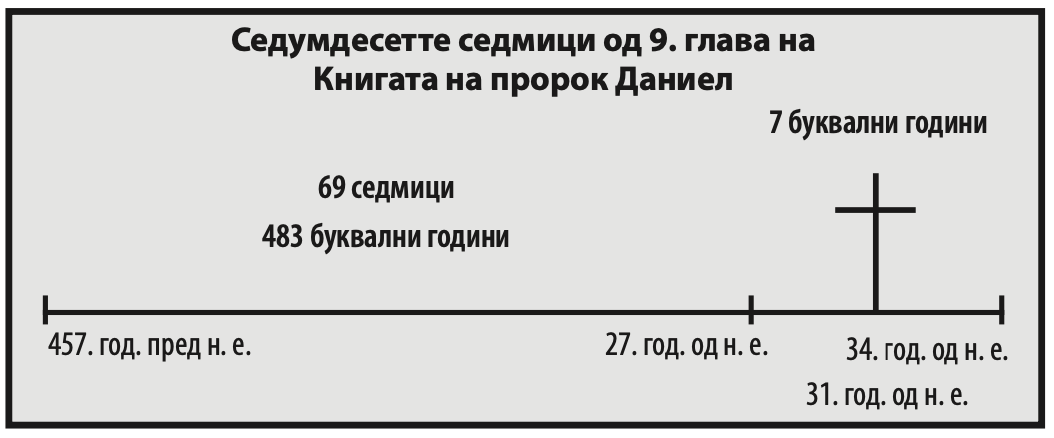 Седумдесетте седмици од 9. глава на
Книгата на пророк Даниел
7 буквални години
69 седмици
483 буквални години
457. год. пред н. е.
27. год. од н. е.
34. год. од н. е.
31. год. од н. е.